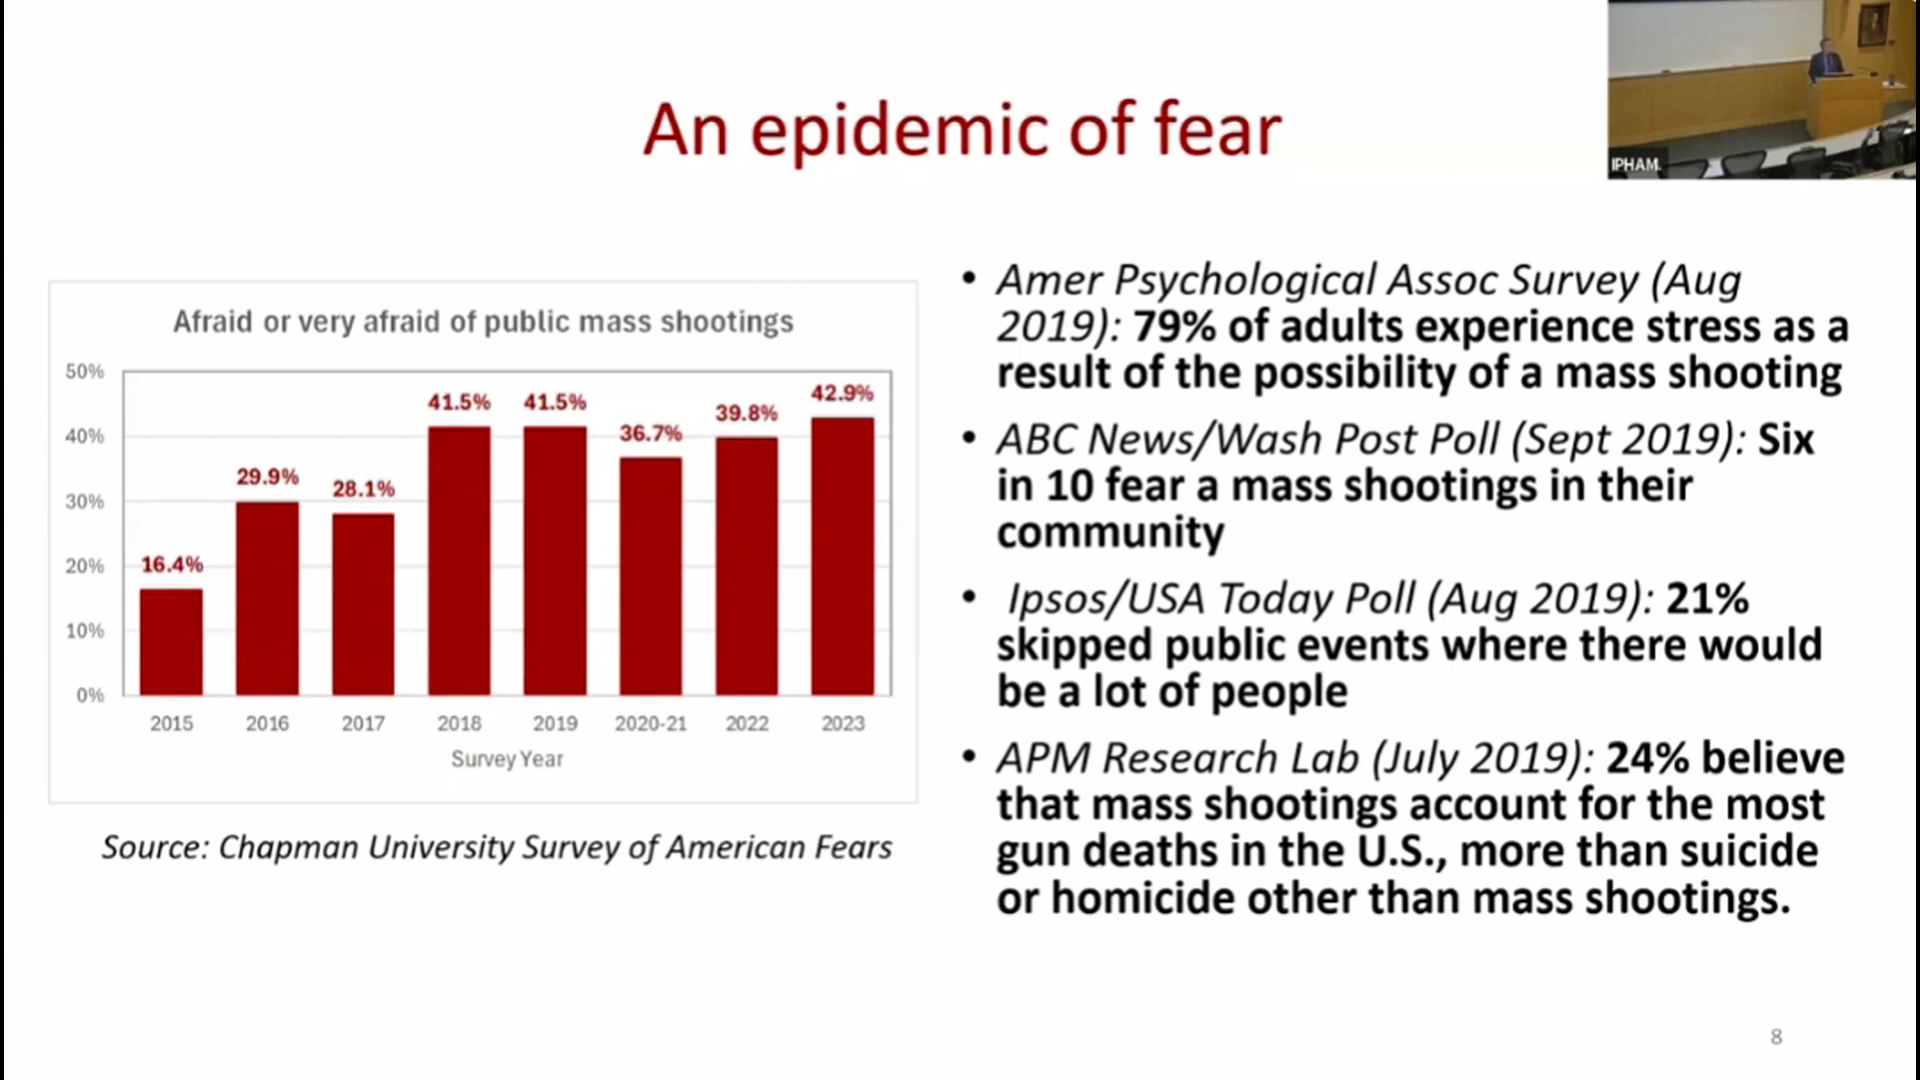 An epidemic of fear
IPHAM.
Afraid or very afraid of public mass shootings
50%
40%
30%
20%
10%
0%
16.4%
29.9%
28.1%
41.5%
41.5%
36.7%
39.8%
42.9%
2015 2016 2017 2018 2019 2020-21 2022 2023
Survey Year
Source: Chapman University Survey of American Fears
• Amer Psychological Assoc Survey (Aug
2019): 79% of adults experience stress as a
result of the possibility of a mass shooting
• ABC News/Wash Post Poll (Sept 2019): Six
in 10 fear a mass shootings in their
community
• Ipsos/USA Today Poll (Aug 2019): 21%
skipped public events where there would
be a lot of people
• APM Research Lab (July 2019): 24% believe
that mass shootings account for the most
gun deaths in the U.S., more than suicide
or homicide other than mass shootings.
8